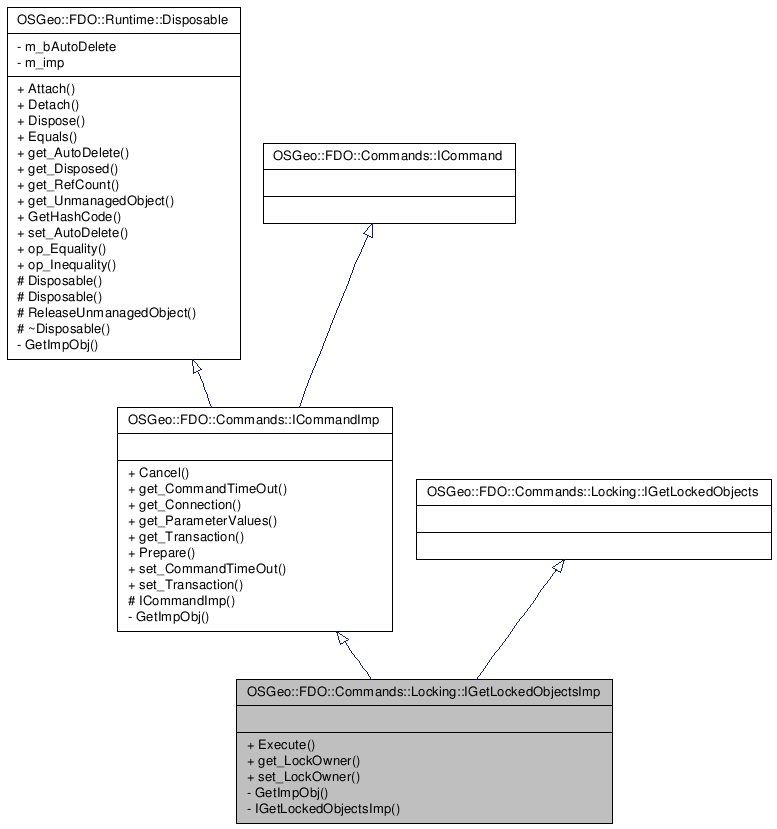 OSGeo::FDO::Runtime::Disposable
- m_bAutoDelete
- m_imp
+ Attach()
+ Detach()
+ Dispose()
+ Equals()
+ get_AutoDelete()
+ get_Disposed()
+ get_RefCount()
+ get_UnmanagedObject()
+ GetHashCode()
+ set_AutoDelete()
+ op_Equality()
+ op_Inequality()
# Disposable()
# Disposable()
# ReleaseUnmanagedObject()
# ~Disposable()
- GetImpObj()
OSGeo::FDO::Commands::ICommand
OSGeo::FDO::Commands::ICommandImp
+ Cancel()
+ get_CommandTimeOut()
+ get_Connection()
+ get_ParameterValues()
+ get_Transaction()
+ Prepare()
+ set_CommandTimeOut()
+ set_Transaction()
# ICommandImp()
- GetImpObj()
OSGeo::FDO::Commands::Locking::IGetLockedObjects
OSGeo::FDO::Commands::Locking::IGetLockedObjectsImp
+ Execute()
+ get_LockOwner()
+ set_LockOwner()
- GetImpObj()
- IGetLockedObjectsImp()